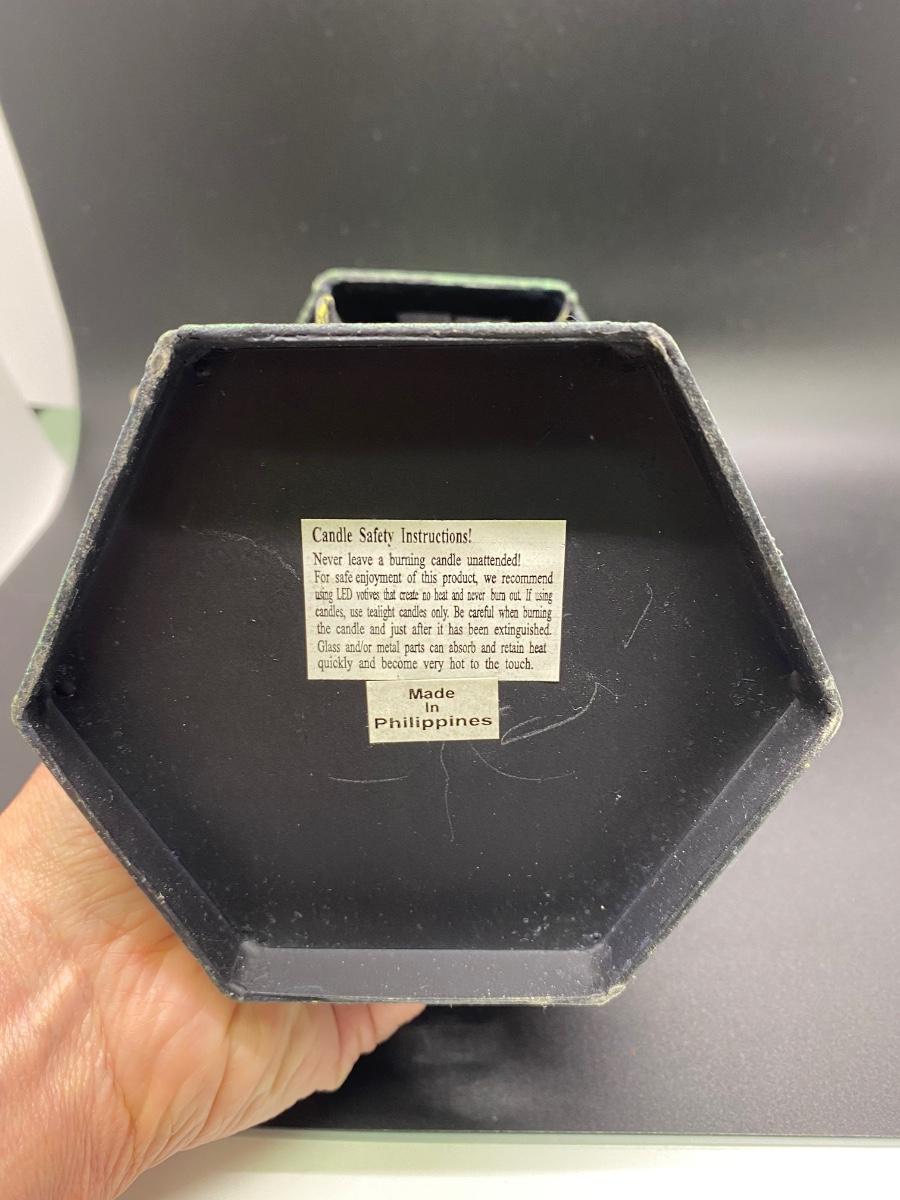 Candle Safety Instructions!
Never leave a burning candle unattended!
For safe enjoyment of this product, we recommend
using LED votives that create no heat and never burn out. If using
candles, use tealight candles only. Be careful when burning
the candle and just after it has been extinguished.
Glass and/or metal parts can absorb and retain heat
quickly and become very hot to the touch.
Made
In
Philippines